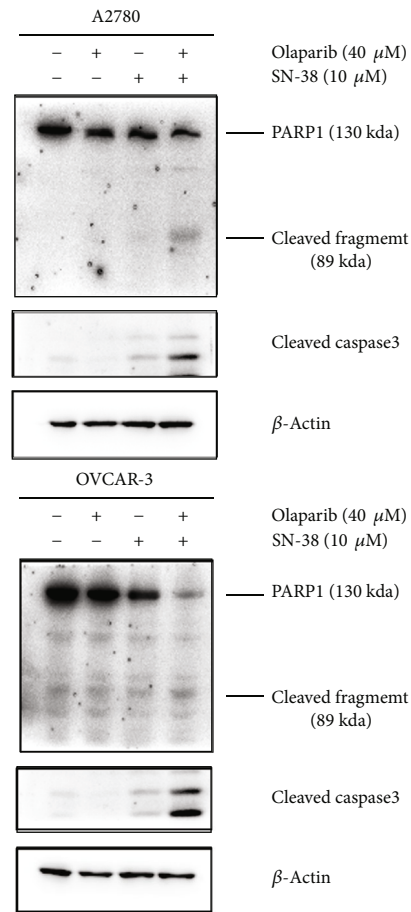 A2780
− + − + Olaparib (40 μM)
− − + + SN-38 (10 μM)
PARP1 (130 kda)
Cleaved fragmemt
(89 kda)
Cleaved caspase3
β-Actin
OVCAR-3
− + − + Olaparib (40 μM)
− − + + SN-38 (10 μM)
PARP1 (130 kda)
Cleaved fragmemt
(89 kda)
Cleaved caspase3
β-Actin